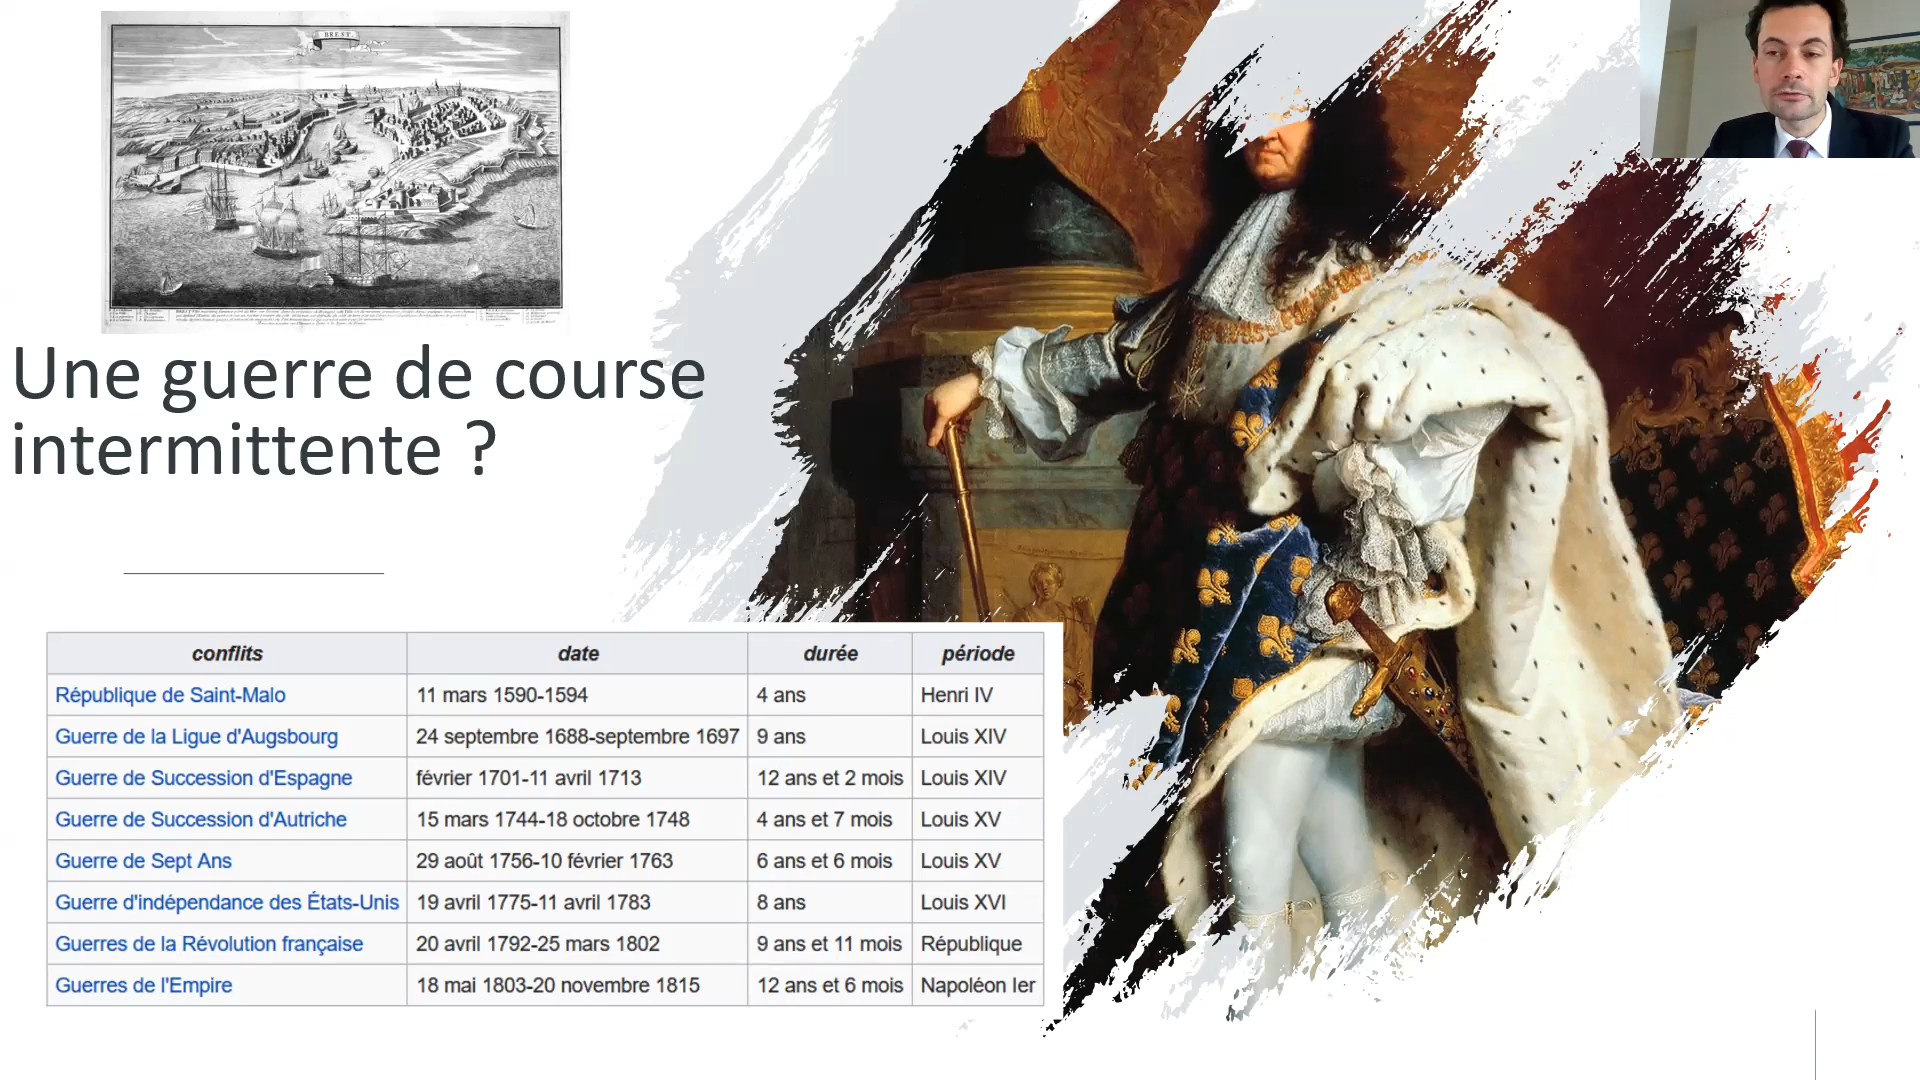 BREST.
Une guerre de course
intermittente ?
conflits date durée période
République de Saint-Malo 11 mars 1590-1594 4 ans Henri IV
Guerre de la Ligue d'Augsbourg 24 septembre 1688-septembre 1697 9 ans Louis XIV
Guerre de Succession d'Espagne février 1701-11 avril 1713 12 ans et 2 mois Louis XIV
Guerre de Succession d'Autriche 15 mars 1744-18 octobre 1748 4 ans et 7 mois Louis XV
Guerre de Sept Ans 29 août 1756-10 février 1763 6 ans et 6 mois Louis XV
Guerre d'indépendance des États-Unis 19 avril 1775-11 avril 1783 8 ans Louis XVI
Guerres de la Révolution française 20 avril 1792-25 mars 1802 9 ans et 11 mois République
Guerres de l'Empire 18 mai 1803-20 novembre 1815 12 ans et 6 mois Napoléon Ier